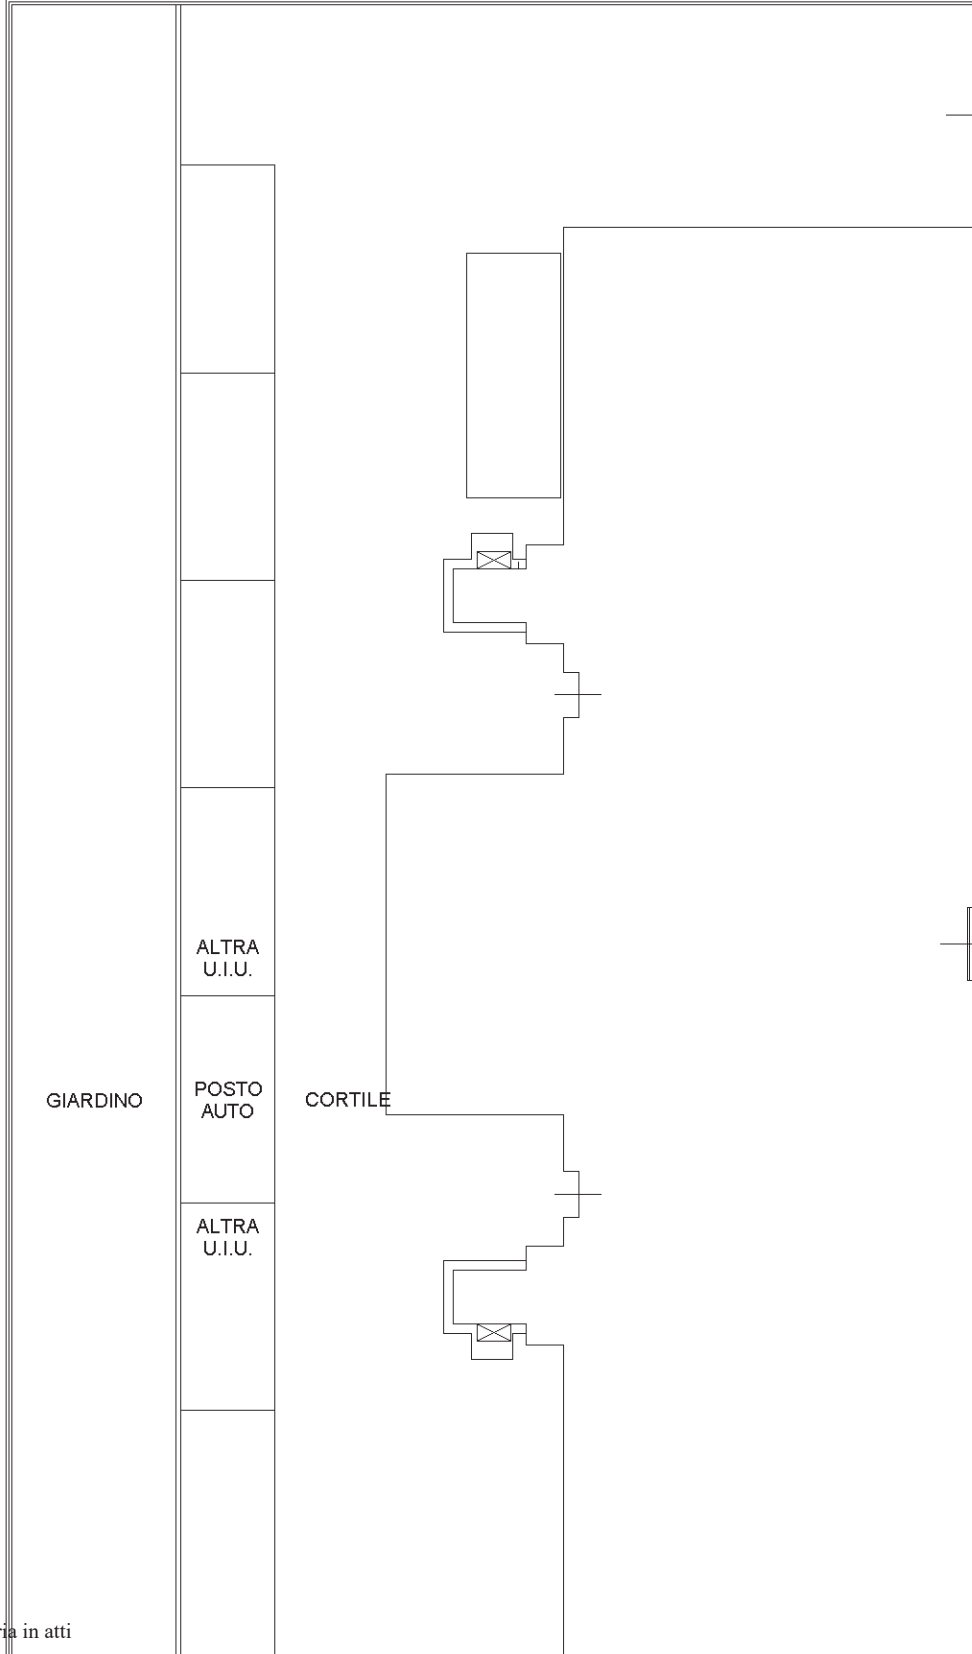 ALTRA
U.I.U.
GIARDINO
POSTO
AUTO
CORTILE
ALTRA
U.I.U.
in atti